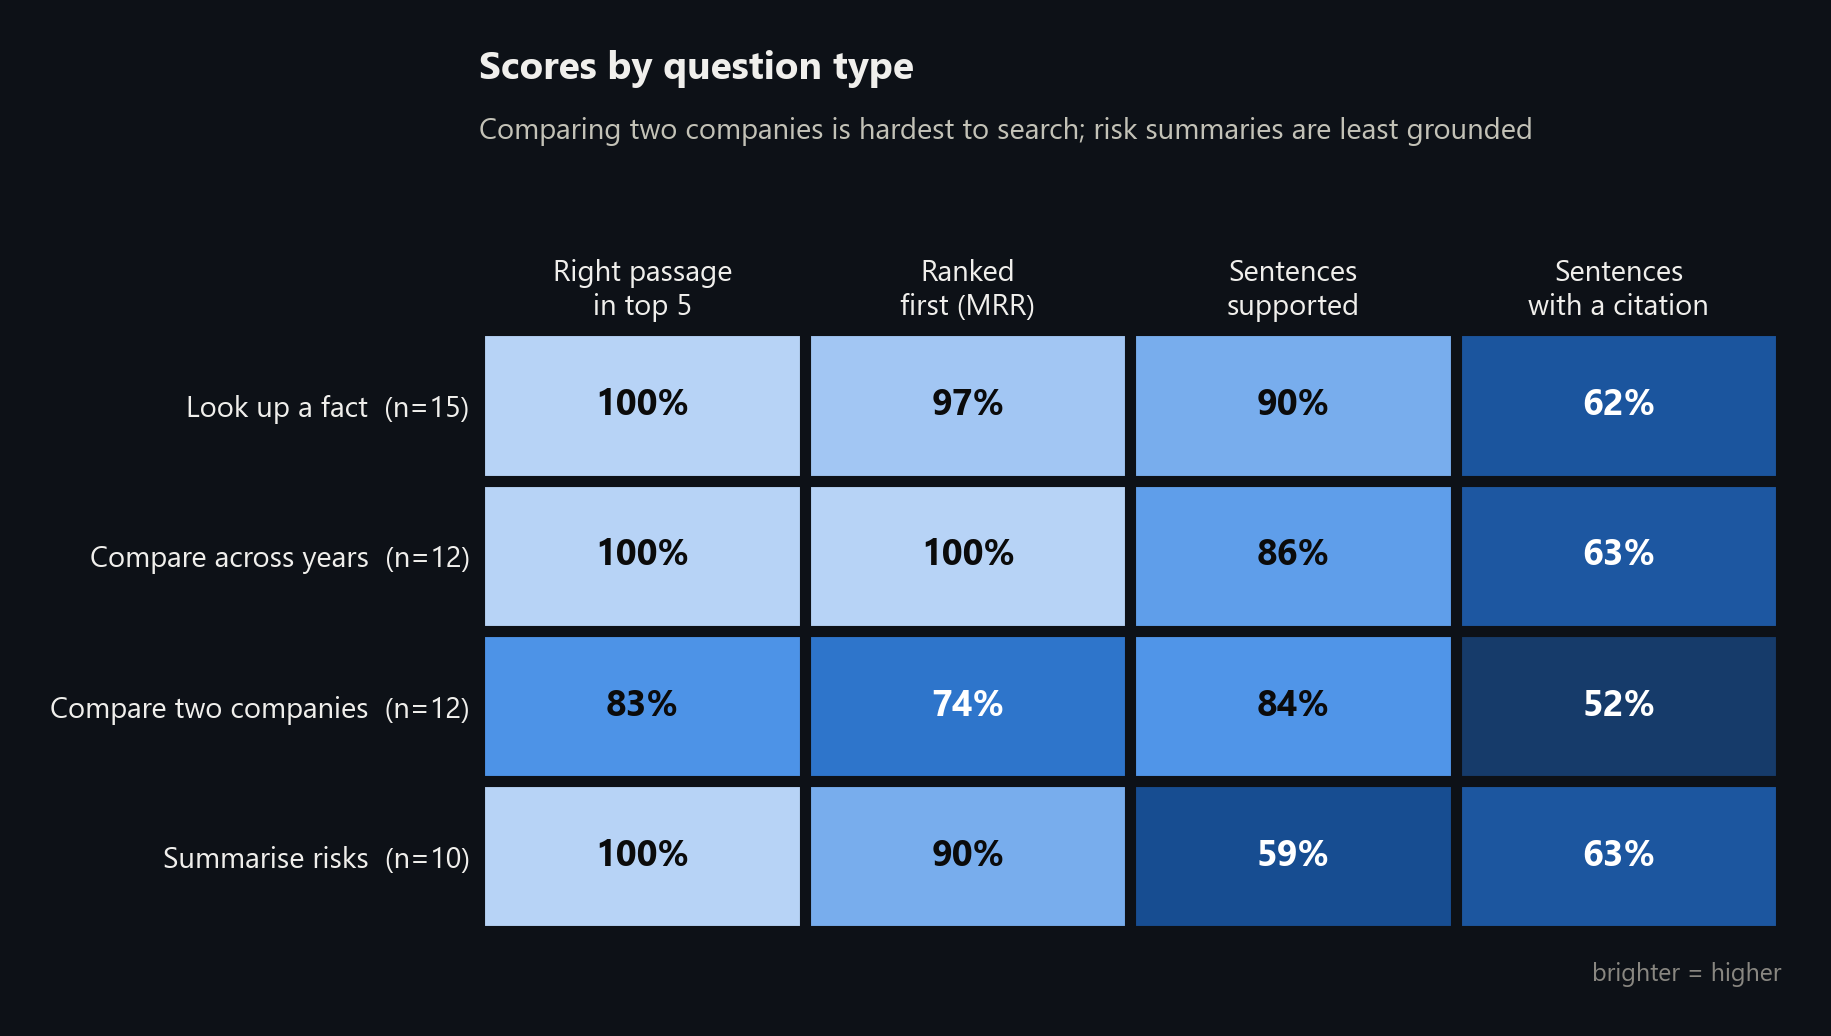 Scores by question type
Comparing two companies is hardest to search; risk summaries are least grounded
Right passage
in top 5
Ranked
first (MRR)
Sentences
supported
Sentences
with a citation
Look up a fact (n=15)
100%
97%
90%
62%
Compare across years (n=12)
100%
100%
86%
63%
Compare two companies (n=12)
83%
74%
84%
52%
Summarise risks (n=10)
100%
90%
59%
63%
brighter = higher